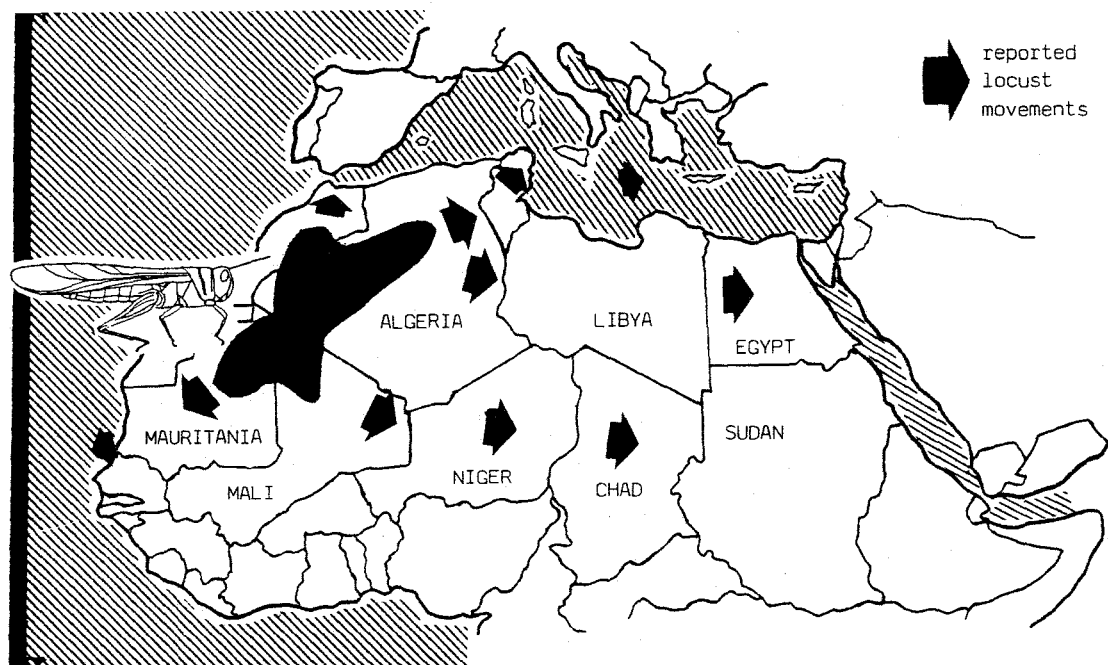 reported
locust
movements
ALGERIA
LIBYA
EGYPT
MAURITANIA
MALI
NIGER
CHAD
SUDAN